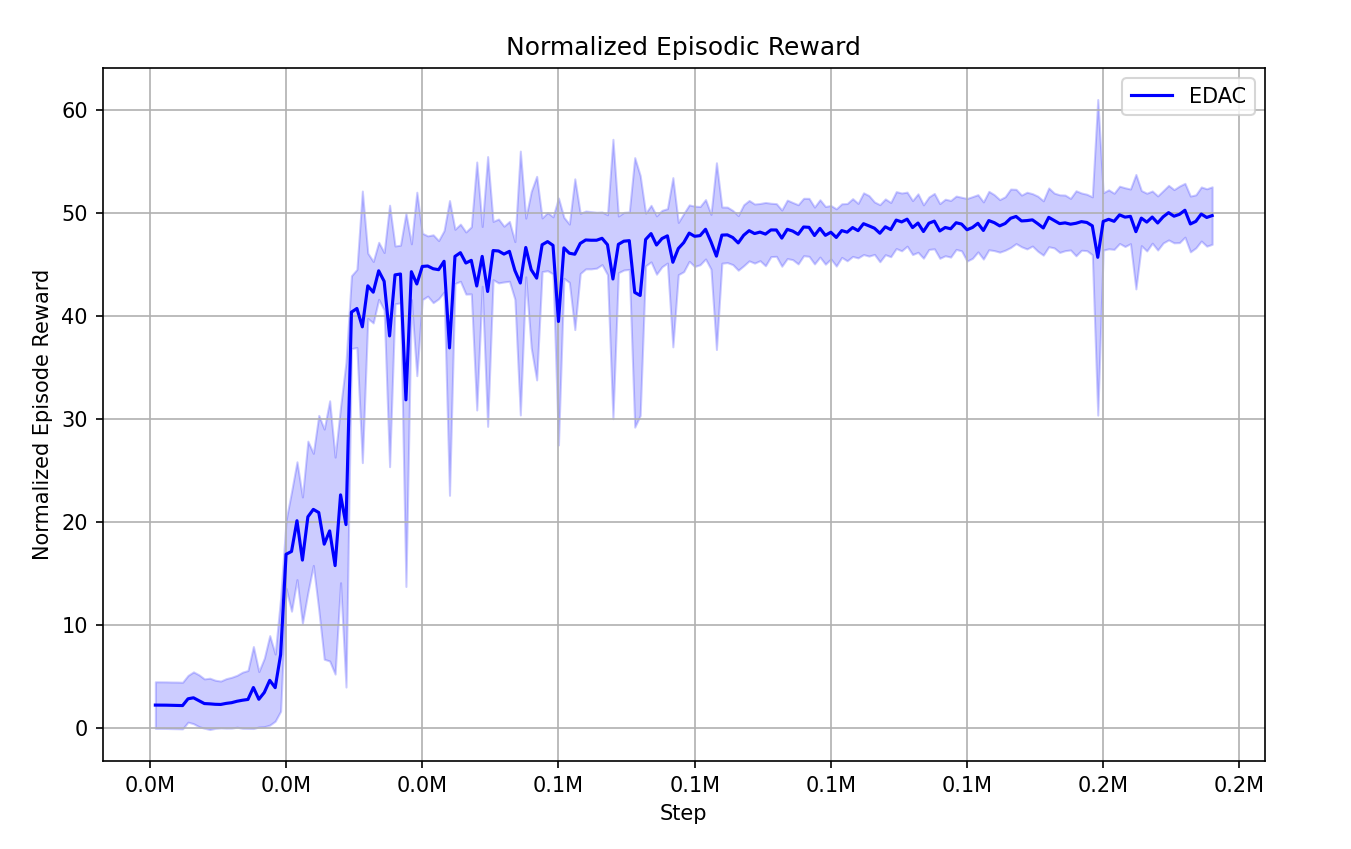 Normalized Episodic Reward
EDAC
Normalized Episode Reward
60
50
40
30
20
10
0
0.0M 0.0M 0.0M 0.1M 0.1M 0.1M 0.1M 0.2M 0.2M
Step